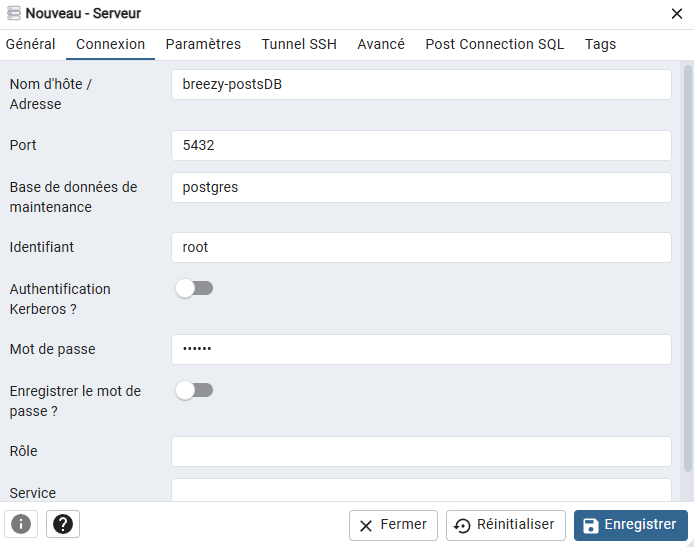 Nouveau - Serveur
Général Connexion Paramètres Tunnel SSH Avancé Post Connection SQL Tags
Nom d'hôte / breezy-postsDB
Adresse
Port 5432
Base de données de postgres
maintenance
Identifiant root
Authentification
Kerberos ?
Mot de passe ••••••
Enregistrer le mot de
passe ?
Rôle
Service
Fermer Réinitialiser Enregistrer